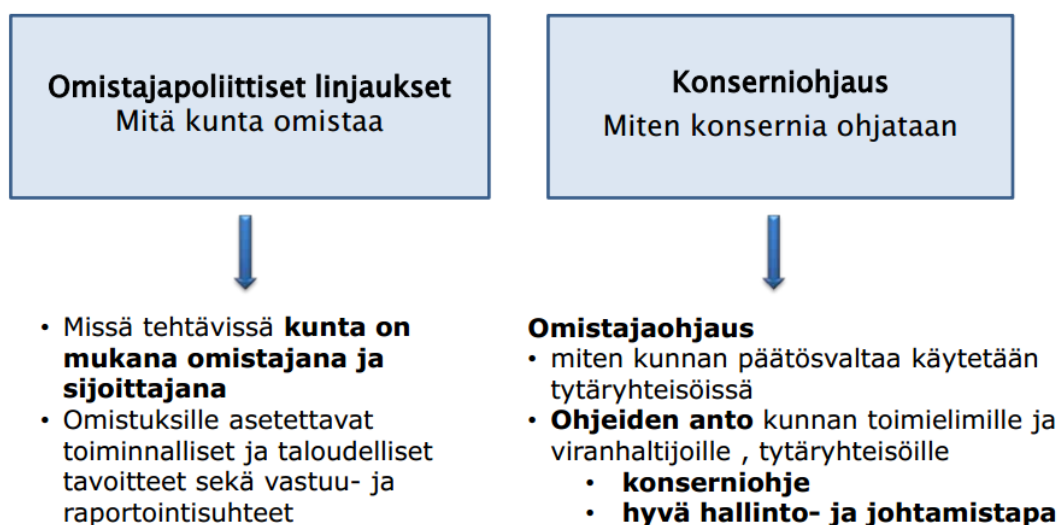 Omistajapoliittiset linjaukset
Mitä kunta omistaa
Konserniohjaus
Miten konsernia ohjataan
• Missä tehtävissä kunta on
mukana omistajana ja
sijoittajana
• Omistuksille asetettavat
toiminnalliset ja taloudelliset
tavoitteet sekä vastuu- ja
raportointisuhteet
Omistajaohjaus
• miten kunnan päätösvaltaa käytetään
tytäryhteisöissä
• Ohjeiden anto kunnan toimielimille ja
viranhaltijoille , tytäryhteisöille
• konserniohje
• hyvä hallinto- ja johtamistapa